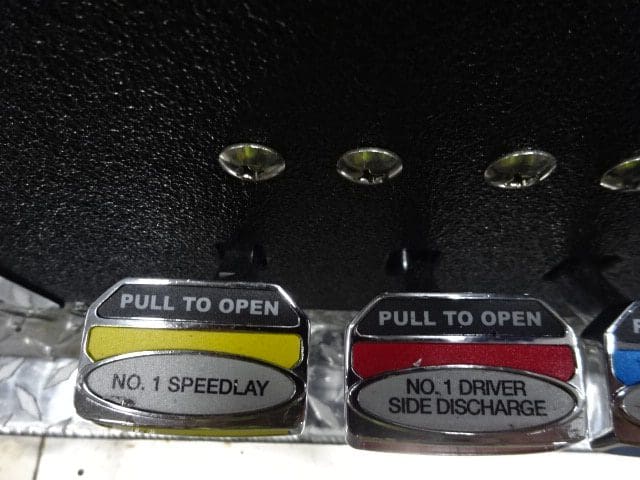 PULL TO OPEN
NO. 1 SPEEDLAY
PULL TO OPEN
NO. 1 DRIVER
SIDE DISCHARGE